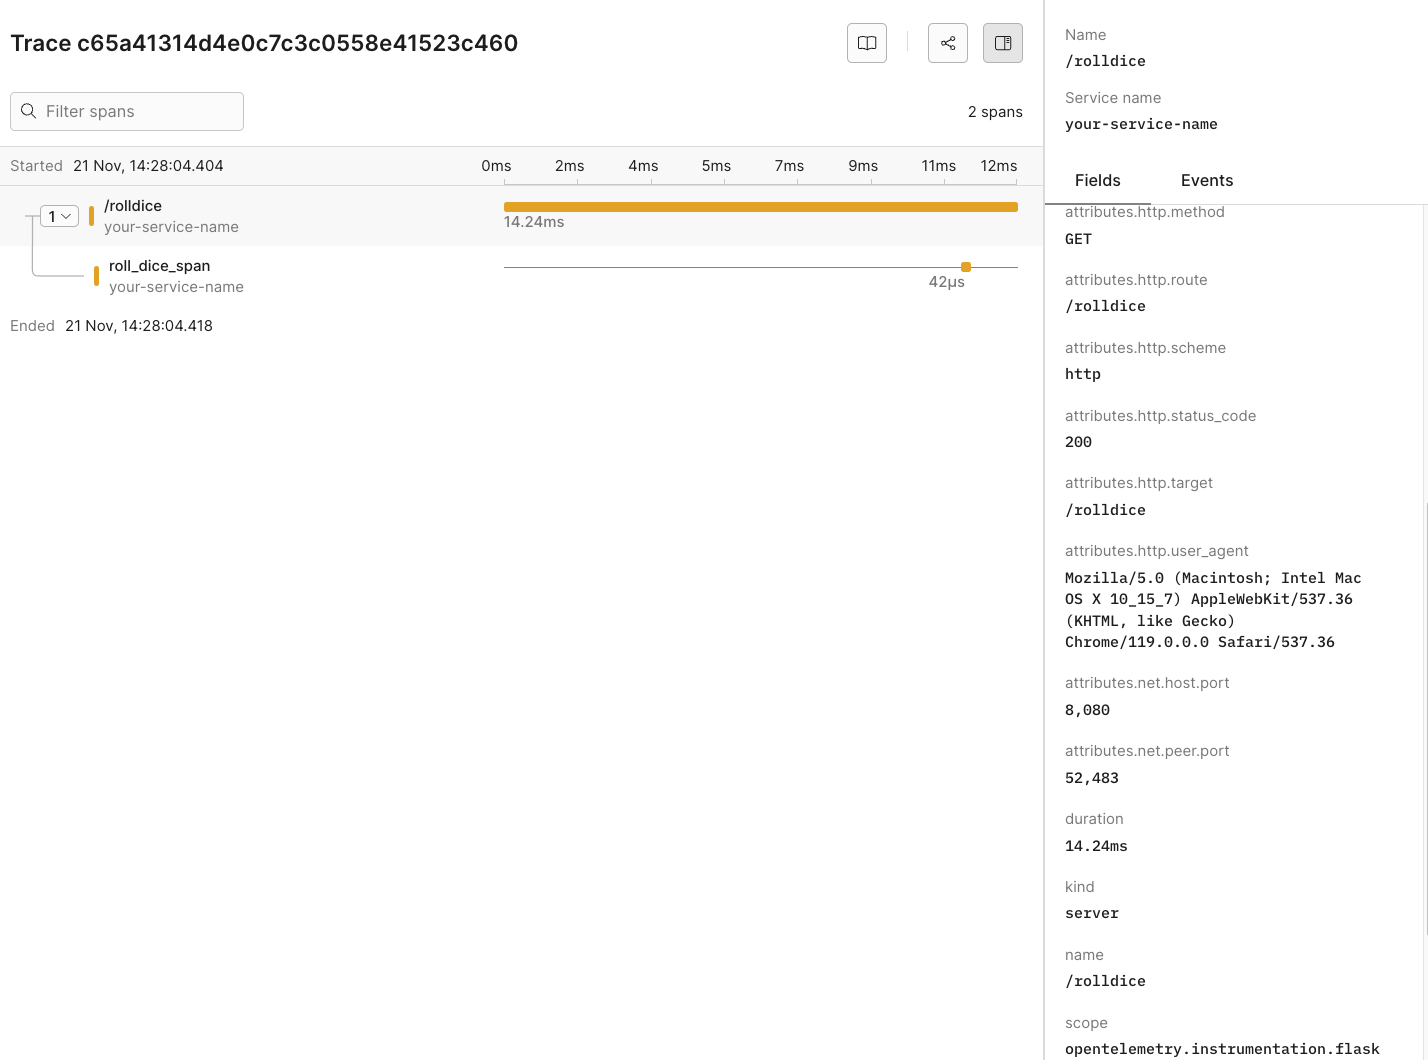 Trace c65a41314d4e0c7c3c0558e41523c460
Filter spans
2 spans
Started 21 Nov, 14:28:04.404
0ms 2ms 4ms 5ms 7ms 9ms 11ms 12ms
1
/rolldice
your-service-name
14.24ms
roll_dice_span
your-service-name
42µs
Ended 21 Nov, 14:28:04.418
Name
/rolldice
Service name
your-service-name
Fields Events
attributes.http.method
GET
attributes.http.route
/rolldice
attributes.http.scheme
http
attributes.http.status_code
200
attributes.http.target
/rolldice
attributes.http.user_agent
Mozilla/5.0 (Macintosh; Intel Mac
OS X 10_15_7) AppleWebKit/537.36
(KHTML, like Gecko)
Chrome/119.0.0.0 Safari/537.36
attributes.net.host.port
8,080
attributes.net.peer.port
52,483
duration
14.24ms
kind
server
name
/rolldice
scope
opentelemetry.instrumentation.flask